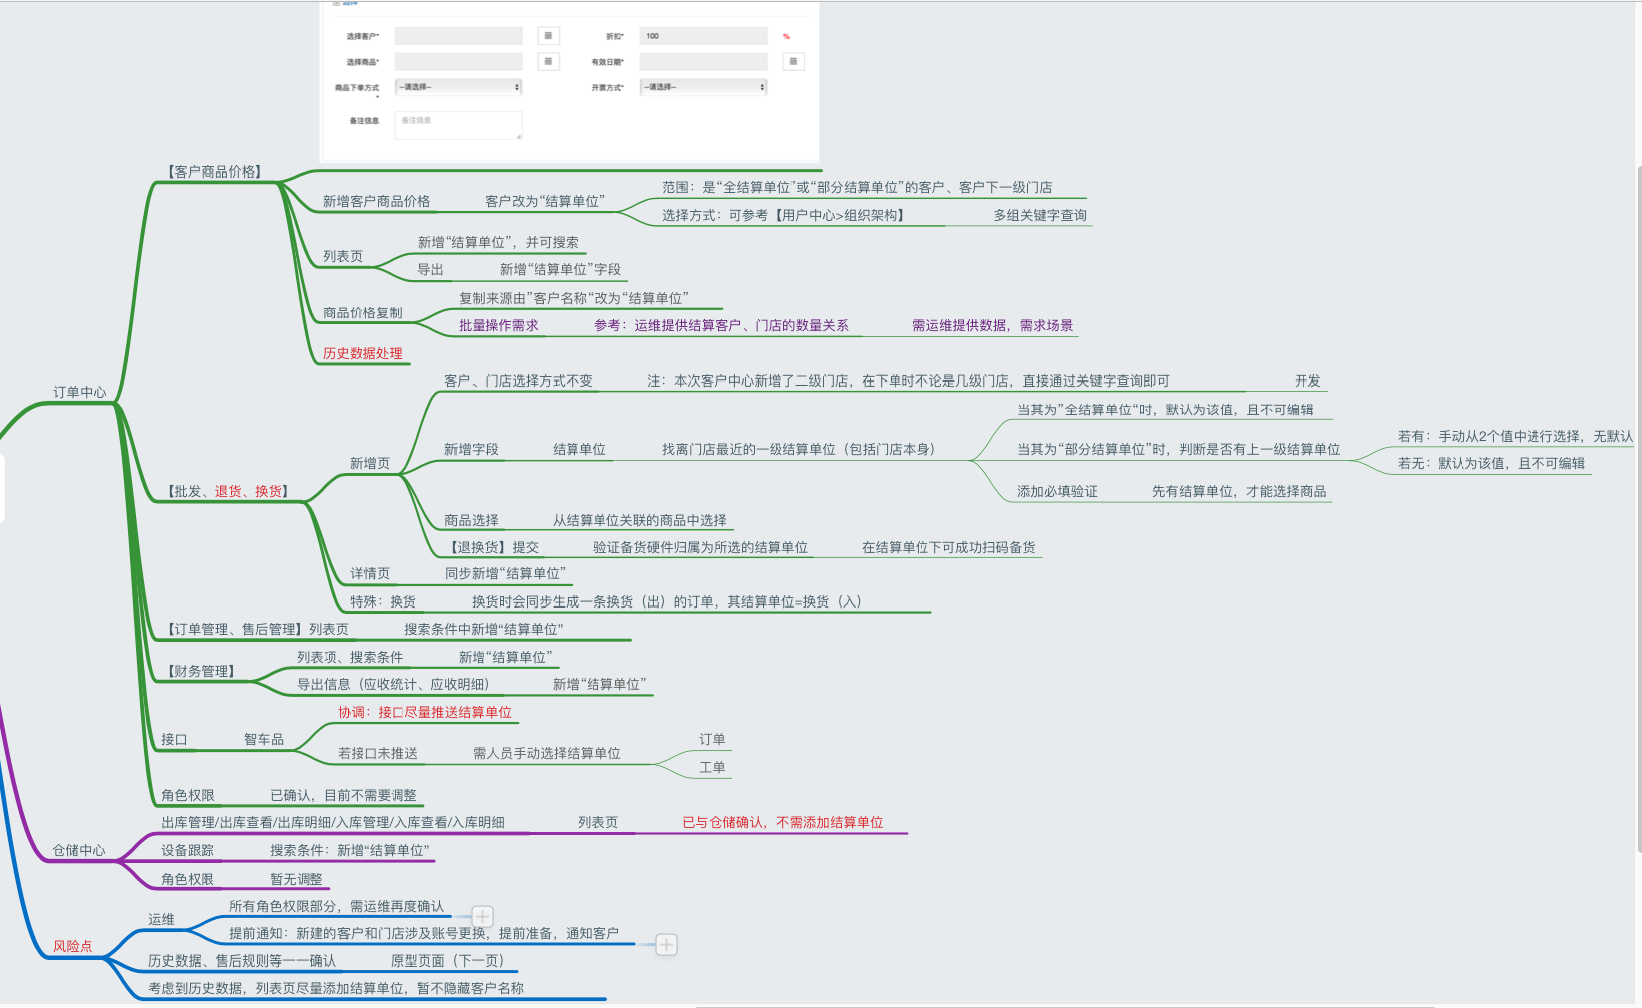 选择客户*
折扣*
100
%
选择商品*
有效日期*
商品下单方式*
--请选择--
开票方式*
--请选择--
备注信息
备注信息
【客户商品价格】
新增客户商品价格
客户改为“结算单位”
范围：是“全结算单位”或“部分结算单位”的客户、客户下一级门店
选择方式：可参考【用户中心>组织架构】
多组关键字查询
列表页
新增“结算单位”，并可搜索
导出
新增“结算单位”字段
商品价格复制
复制来源由”客户名称“改为“结算单位”
批量操作需求
参考：运维提供结算客户、门店的数量关系
需运维提供数据，需求场景
历史数据处理
订单中心
【批发、退货、换货】
新增页
客户、门店选择方式不变
注：本次客户中心新增了二级门店，在下单时不论是几级门店，直接通过关键字查询即可
开发
新增字段
结算单位
找离门店最近的一级结算单位（包括门店本身）
当其为”全结算单位“时，默认为该值，且不可编辑
当其为“部分结算单位”时，判断是否有上一级结算单位
若有：手动从2个值中进行选择，无默认
若无：默认为该值，且不可编辑
添加必填验证
先有结算单位，才能选择商品
商品选择
从结算单位关联的商品中选择
【退换货】提交
验证备货硬件归属为所选的结算单位
在结算单位下可成功扫码备货
详情页
同步新增“结算单位”
特殊：换货
换货时会同步生成一条换货（出）的订单，其结算单位=换货（入）
【订单管理、售后管理】列表页
搜索条件中新增“结算单位”
【财务管理】
列表项、搜索条件
新增“结算单位”
导出信息（应收统计、应收明细）
新增“结算单位”
接口
智车品
协调：接口尽量推送结算单位
若接口未推送
需人员手动选择结算单位
订单
工单
角色权限
已确认，目前不需要调整
仓储中心
出库管理/出库查看/出库明细/入库管理/入库查看/入库明细
列表页
已与仓储确认，不需添加结算单位
设备跟踪
搜索条件：新增“结算单位”
角色权限
暂无调整
风险点
运维
所有角色权限部分，需运维再度确认
提前通知：新建的客户和门店涉及账号更换，提前准备，通知客户
历史数据、售后规则等一一确认
原型页面（下一页）
考虑到历史数据，列表页尽量添加结算单位，暂不隐藏客户名称